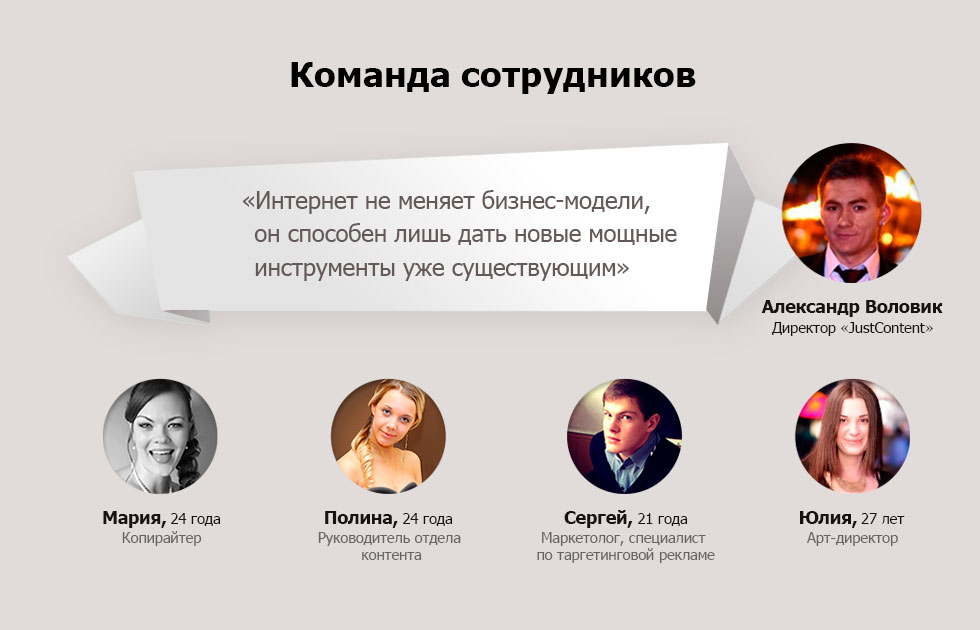 Команда сотрудников
«Интернет не меняет бизнес-модели,
он способен лишь дать новые мощные
инструменты уже существующим»
Александр Воловик
Директор «JustContent»
Мария, 24 года
Копирайтер
Полина, 24 года
Руководитель отдела
контента
Сергей, 21 года
Маркетолог, специалист
по таргетинговой рекламе
Юлия, 27 лет
Арт-директор